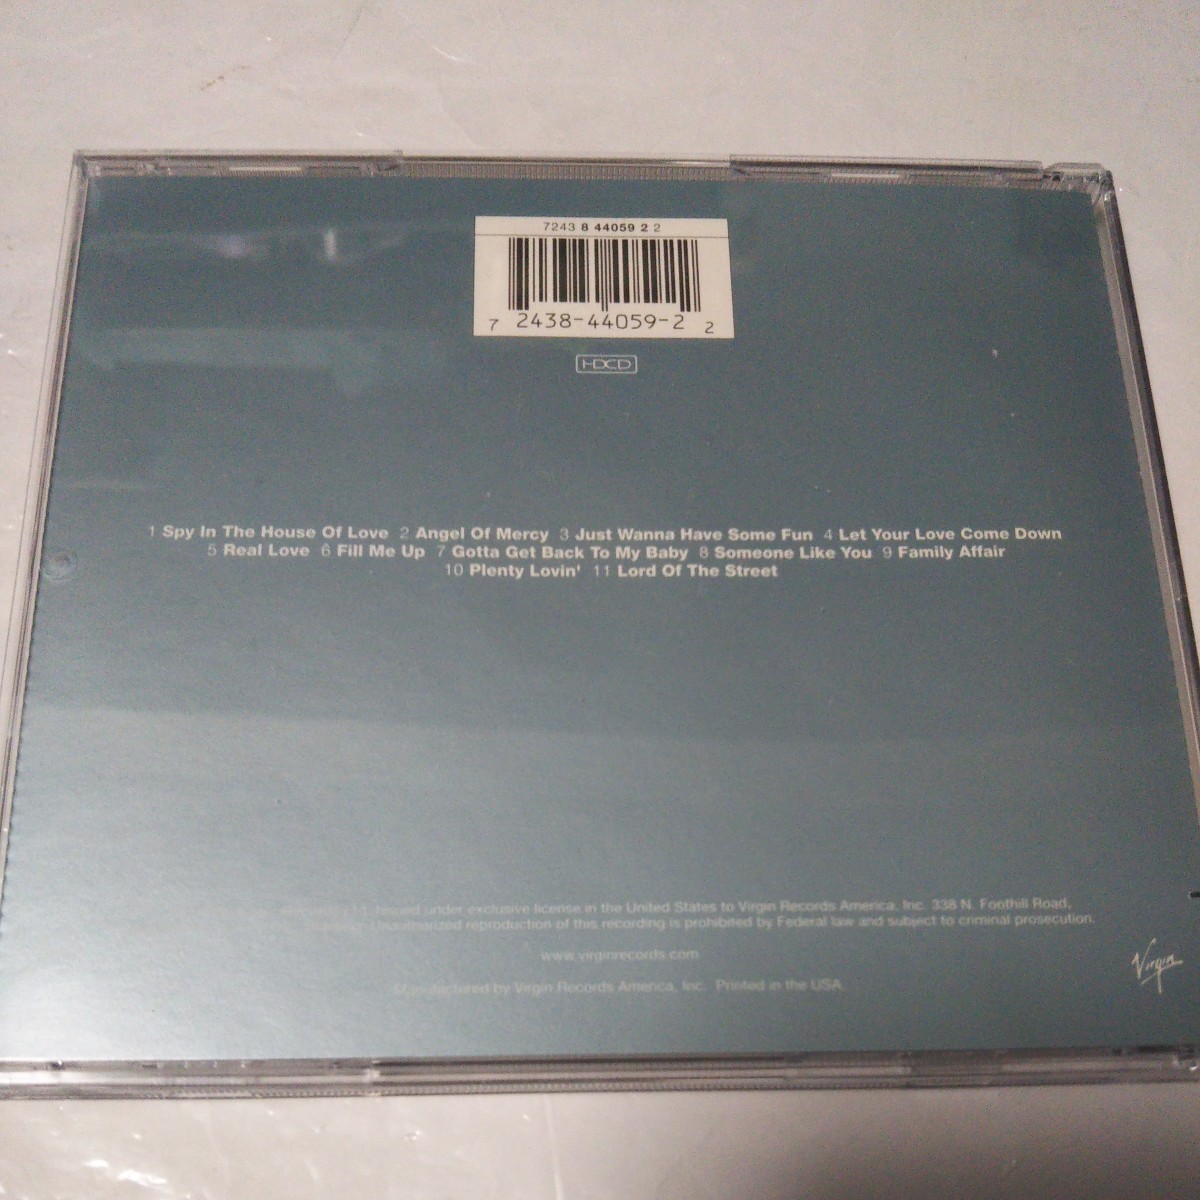 7243 8 44059 2 2
7 2438-44059-2 2
HDCD
1 Spy In The House Of Love 2 Angel Of Mercy 3 Just Wanna Have Some Fun 4 Let Your Love Come Down
5 Real Love 6 Fill Me Up 7 Gotta Get Back To My Baby 8 Someone Like You 9 Family Affair
10 Plenty Lovin' 11 Lord Of The Street
Issued under exclusive license in the United States to Virgin Records America, Inc. 338 N. Foothill Road,
reproduction of this recording is prohibited by Federal law and subject to criminal prosecution.
www.virginrecords.com
Virgin
Manufactured by Virgin Records America, Inc. Printed in the USA.